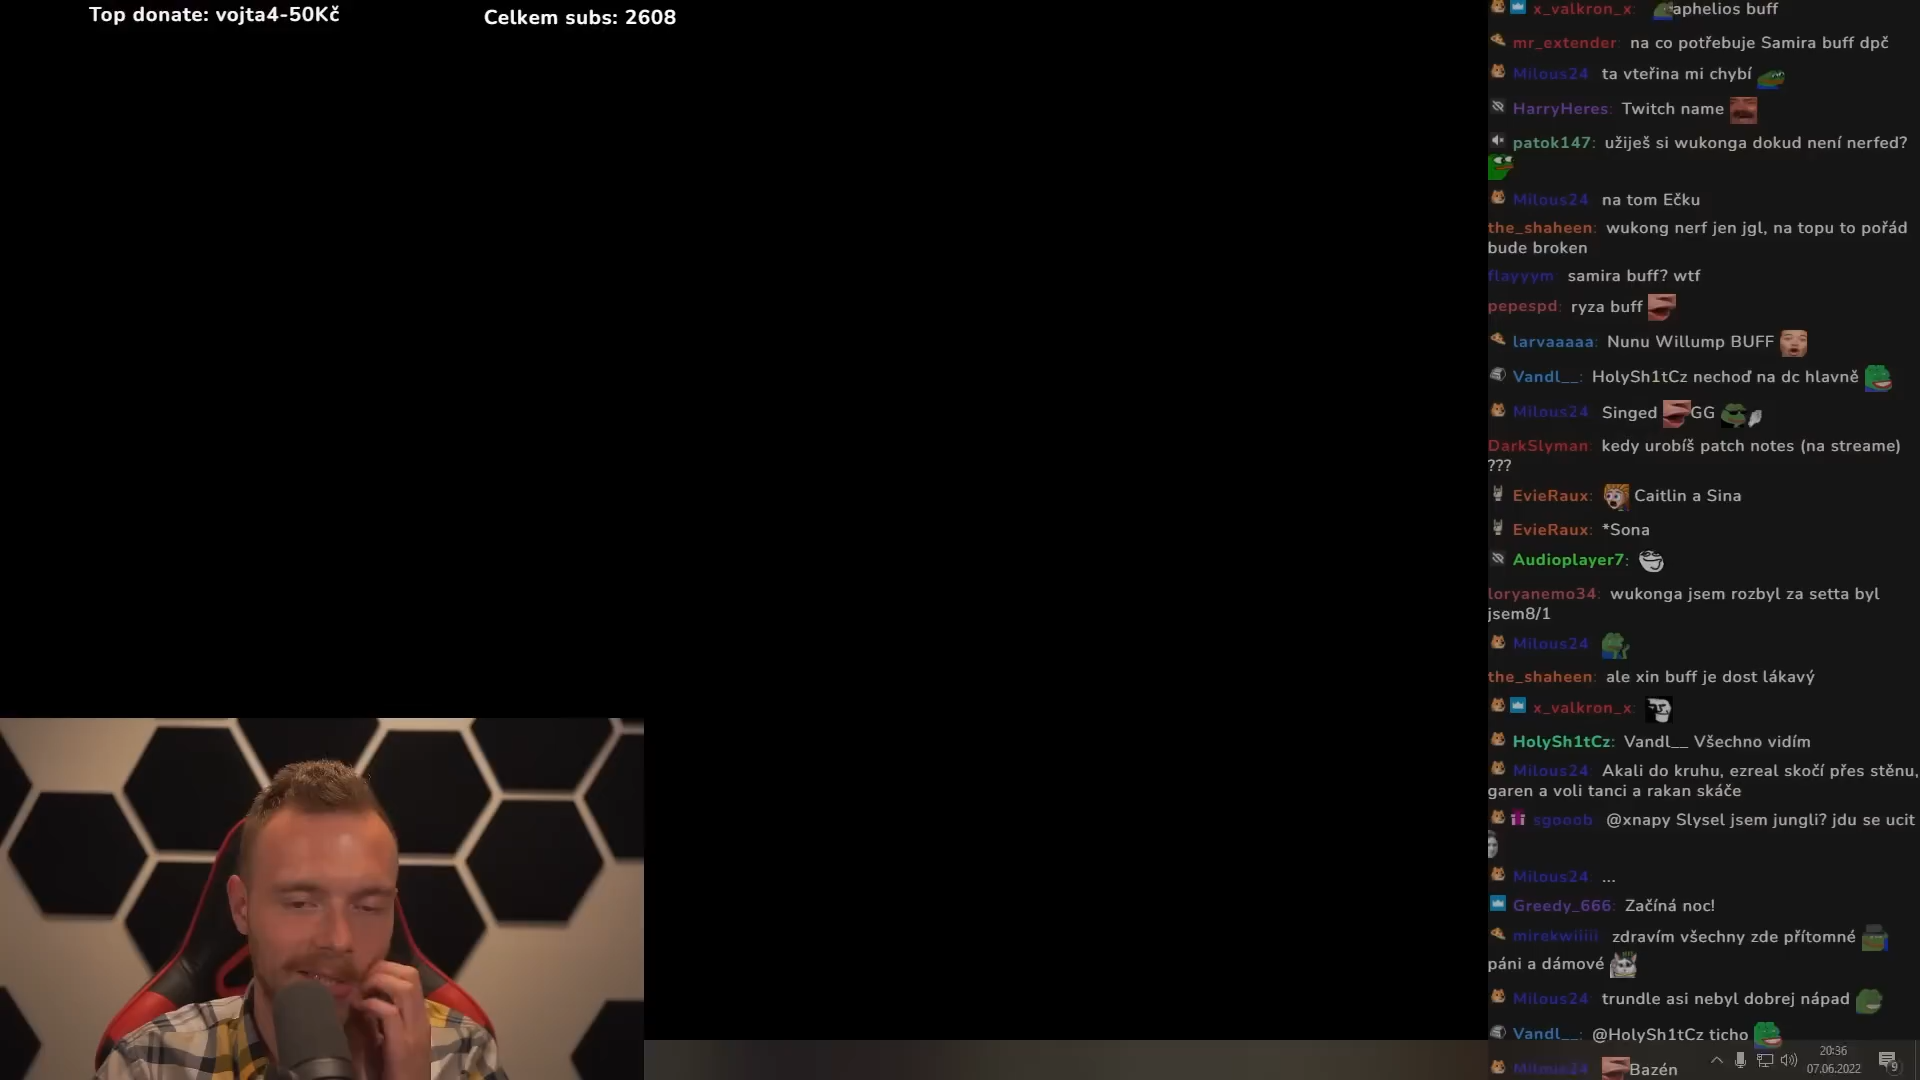 Top donate: vojta4-50Kč
Celkem subs: 2608
x_valkron_x: aphelios buff
mr_extender: na co potřebuje Samira buff dpč
Milous24 ta vteřina mi chybí
HarryHeres: Twitch name
patok147: užiješ si wukonga dokud není nerfed?
Milous24 na tom Ečku
the_shaheen: wukong nerf jen jgl, na topu to pořád
bude broken
flayyym samira buff? wtf
pepespd: ryza buff
larvaaaaa: Nunu Willump BUFF
Vandl__: HolySh1tCz nechoď na dc hlavně
Milous24 Singed GG
DarkSlyman kedy urobíš patch notes (na streame)
???
EvieRaux: Caitlin a Sina
EvieRaux: *Sona
Audioplayer7:
loryanemo34: wukonga jsem rozbyl za setta byl
jsem8/1
Milous24
the_shaheen: ale xin buff je dost lákavý
x_valkron_x:
HolySh1tCz: Vandl__ Všechno vidím
Milous24 Akali do kruhu, ezreal skočí přes stěnu,
garen a voli tanci a rakan skáče
sgooob @xnapy Slysel jsem jungli? jdu se ucit
Milous24 ...
Greedy_666: Začíná noc!
mirekwiiiii zdravím všechny zde přítomné
páni a dámové
Milous24 trundle asi nebyl dobrej nápad
Vandl__: @HolySh1tCz ticho
Milous24 Bazén
20:36
07.06.2022
9